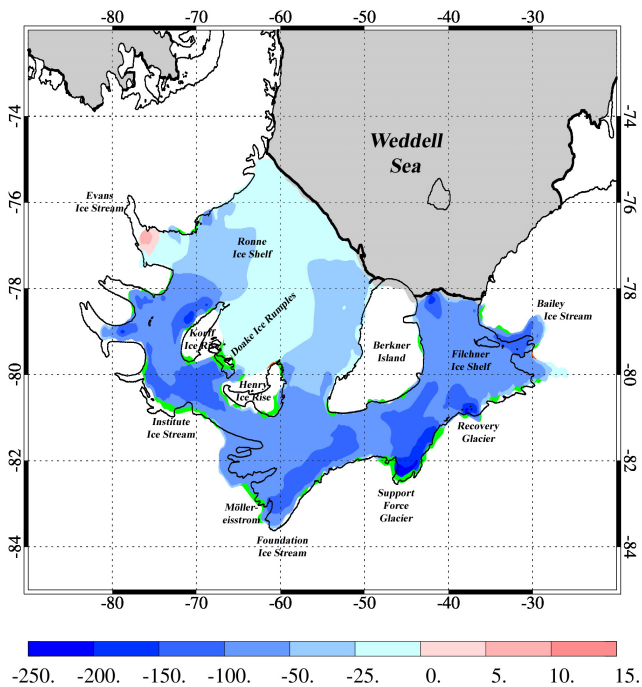 -80 -70 -60 -50 -40 -30
-74 -74
Weddell
Sea
-76 -76
Evans
Ice Stream
Ronne
Ice Shelf
-78 -78
Bailey
Ice Stream
Doake Ice Rumples
Korff
Ice Ri
Berkner
Island
Filchner
Ice Shelf
-80 -80
Henry
Ice Rise
Institute
Ice Stream
Recovery
Glacier
-82 -82
Support
Force
Glacier
Möller-
eisstrom
Foundation
Ice Stream
-84 -84
-80 -70 -60 -50 -40 -30
-250. -200. -150. -100. -50. -25. 0. 5. 10. 15.